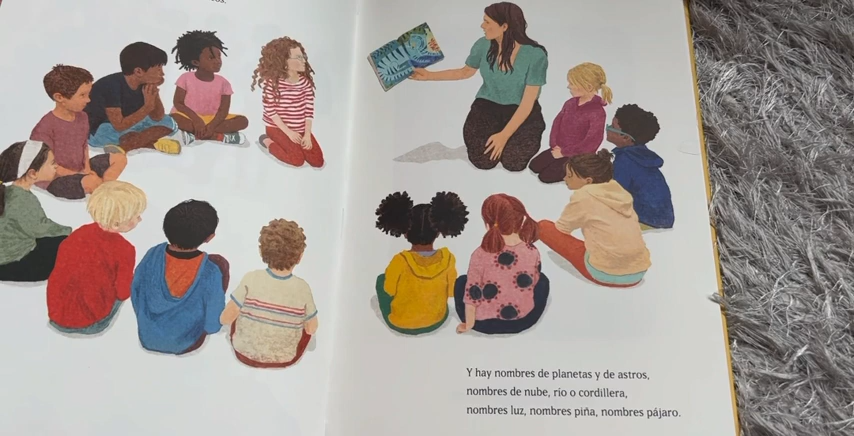 Y hay nombres de planetas y de astros,
nombres de nube, río o cordillera,
nombres luz, nombres piña, nombres pájaro.